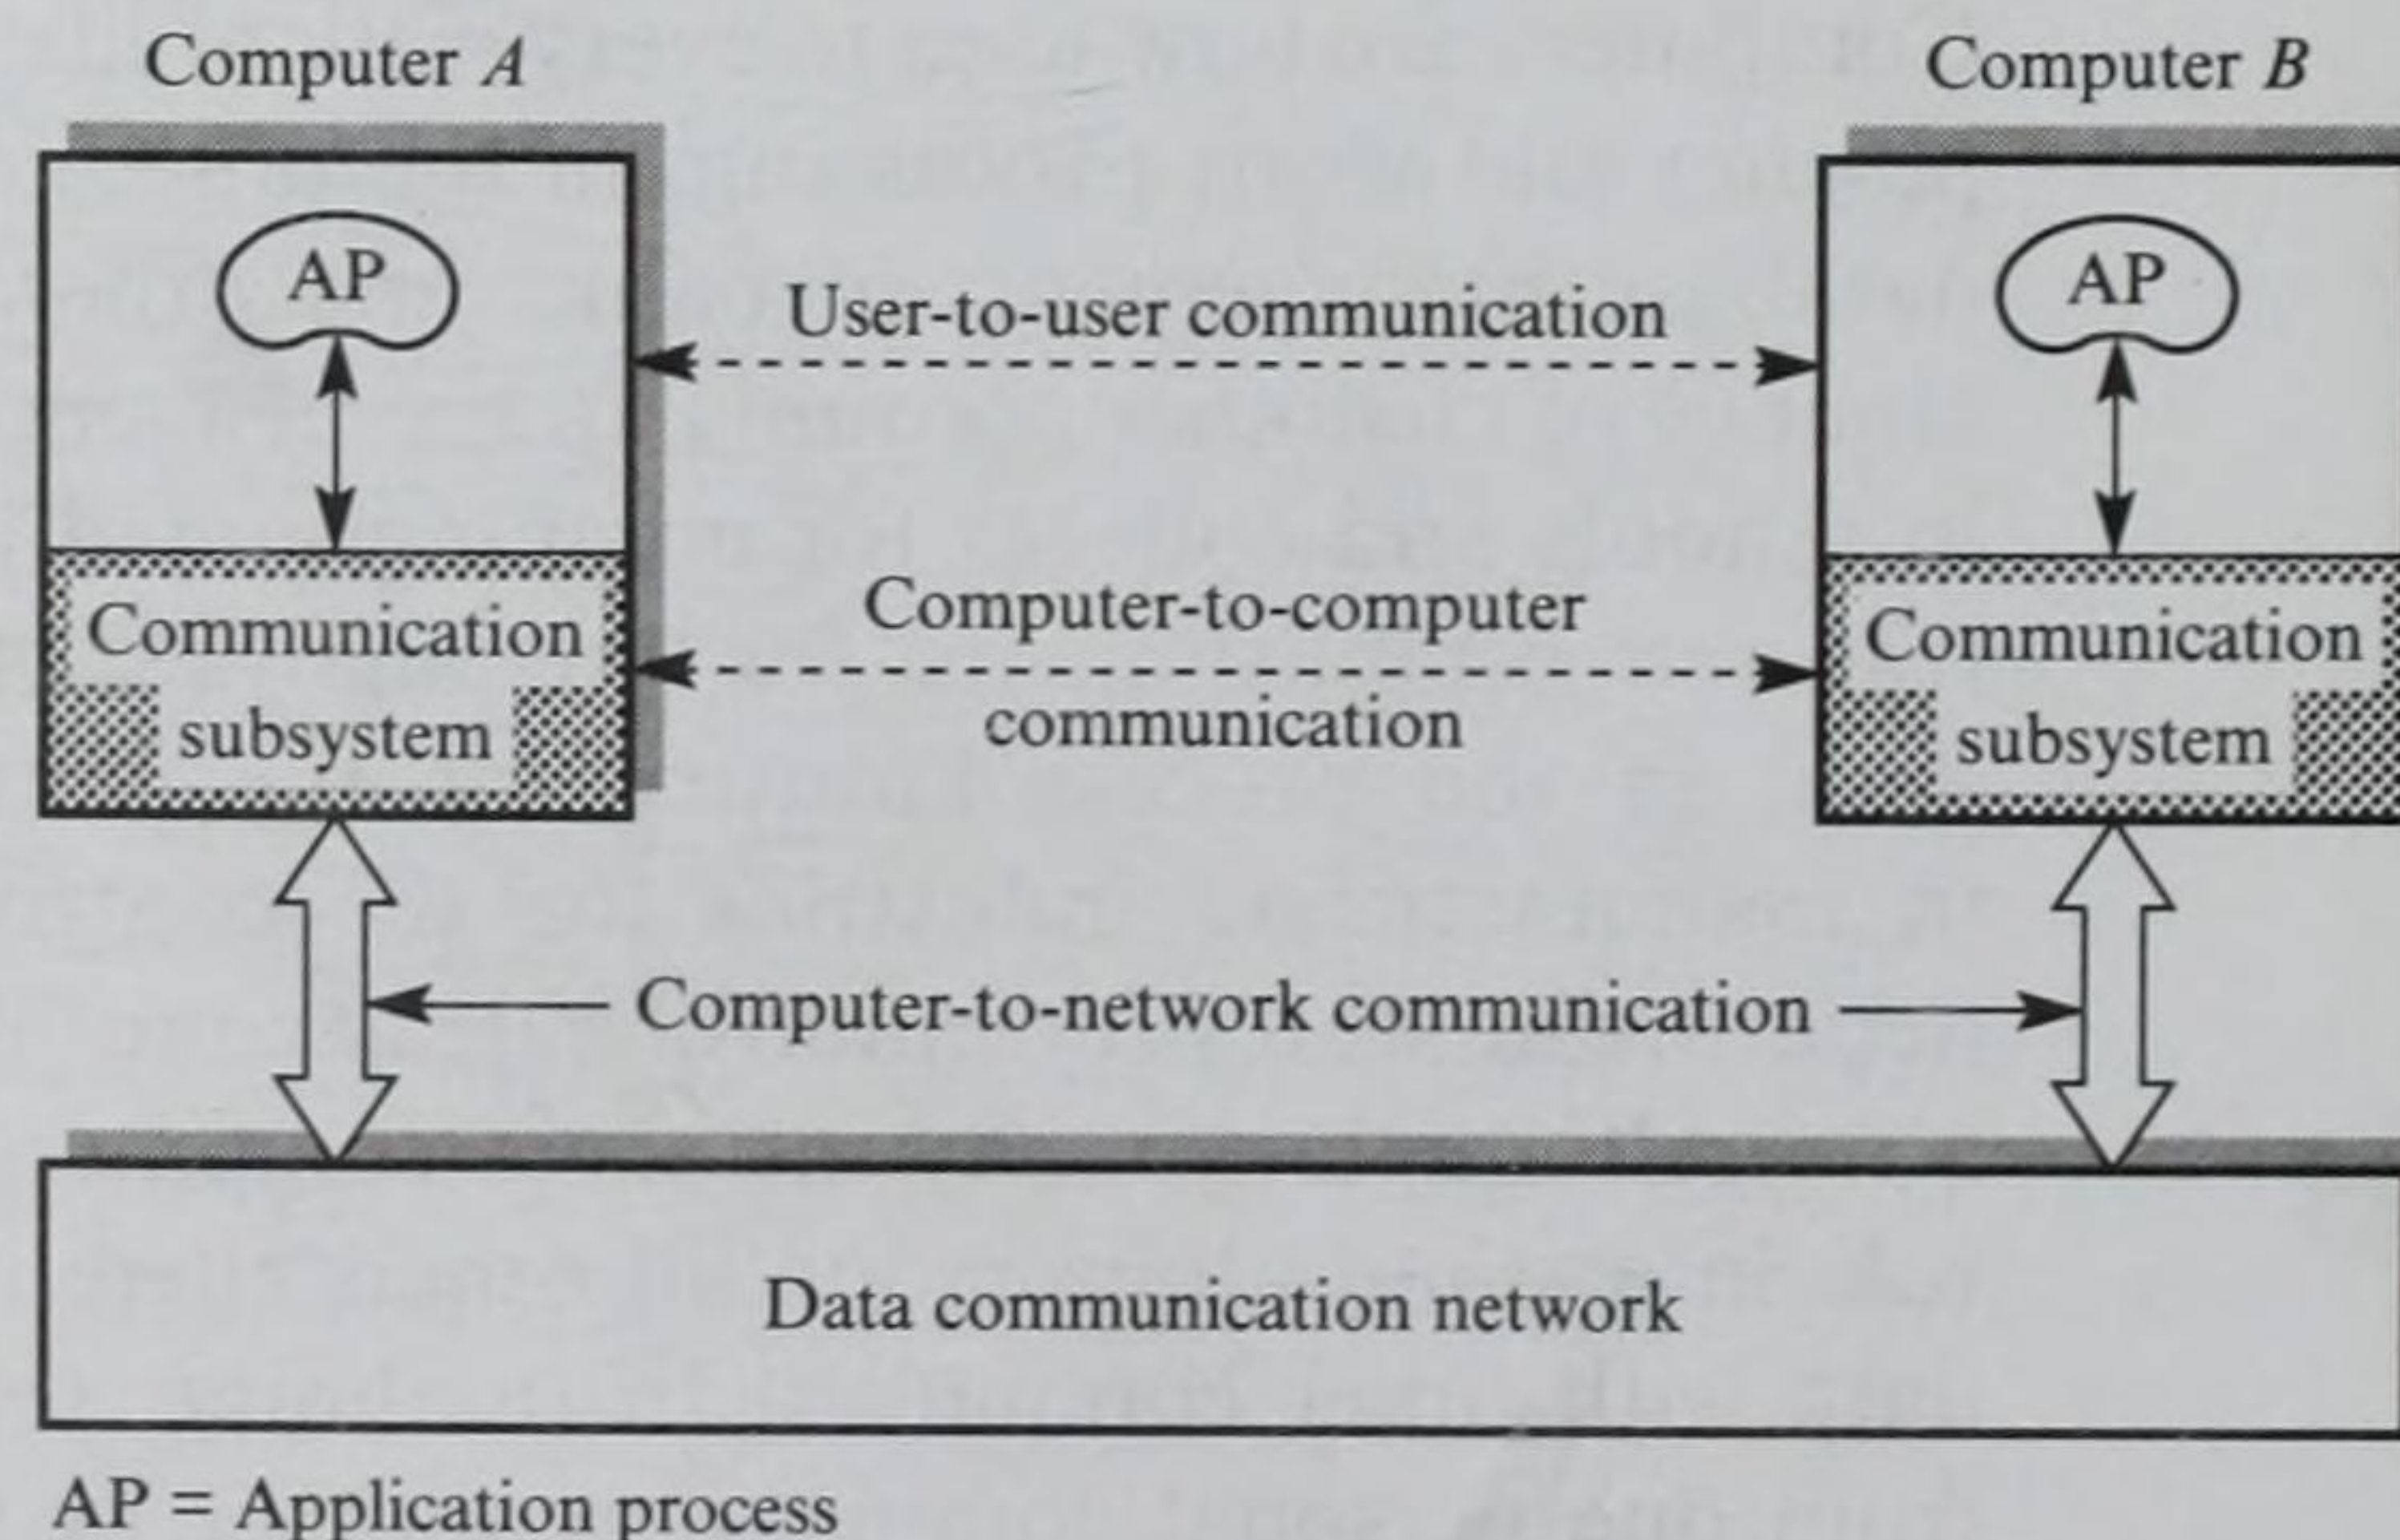 Computer A
Computer B
AP
AP
User-to-user communication
Communication
subsystem
Computer-to-computer
communication
Communication
subsystem
Computer-to-network communication
Data communication network
AP = Application process